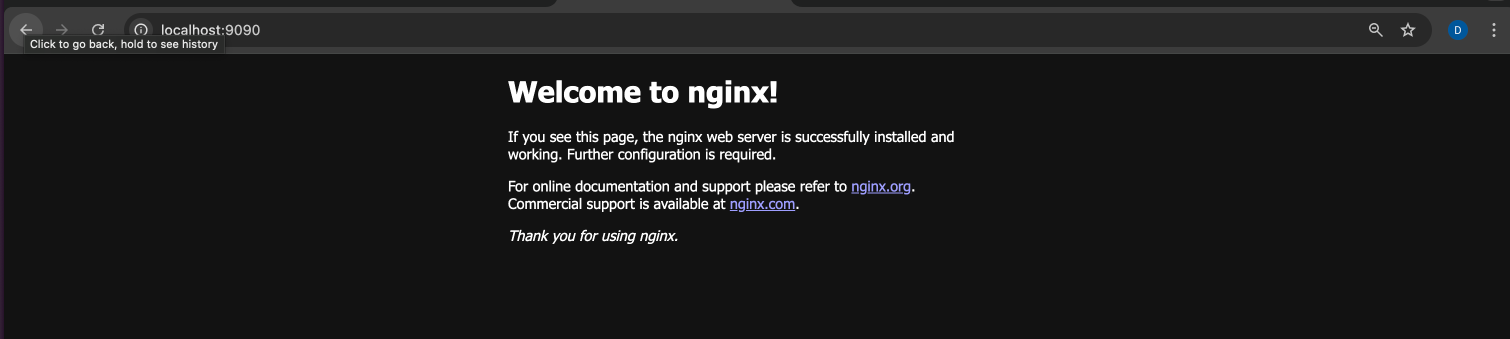 localhost:9090
D
Click to go back, hold to see history
Welcome to nginx!
If you see this page, the nginx web server is successfully installed and
working. Further configuration is required.
For online documentation and support please refer to nginx.org.
Commercial support is available at nginx.com.
Thank you for using nginx.